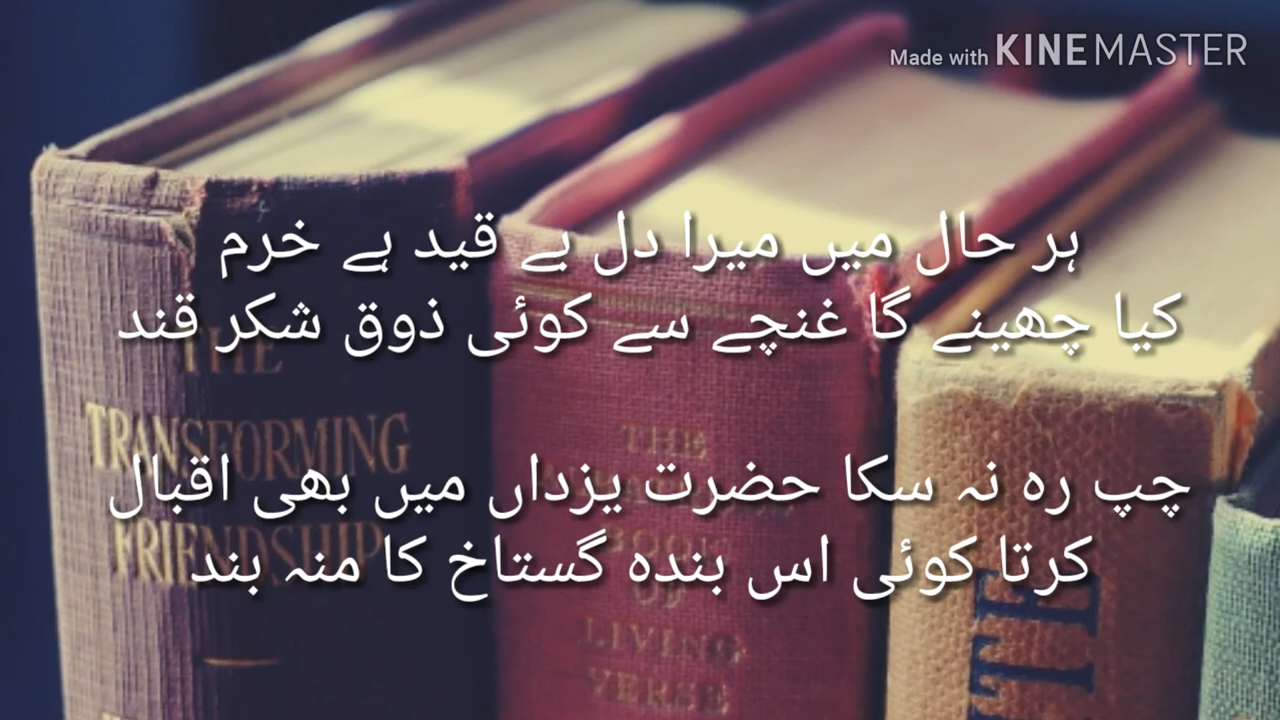 Made with KINEMASTER
ہر حال میں میرا دل بے قید ہے خرم
کیا چھینے گا غنچے سے کوئی ذوق شکر قند
چپ رہ نہ سکا حضرت یزداں میں بھی اقبال
کرتا کوئی اس بندہ گستاخ کا منہ بند
THE
TRANSFORMING
FRIENDSHIP
THE
BOOK
OF
LIVING
VERSE